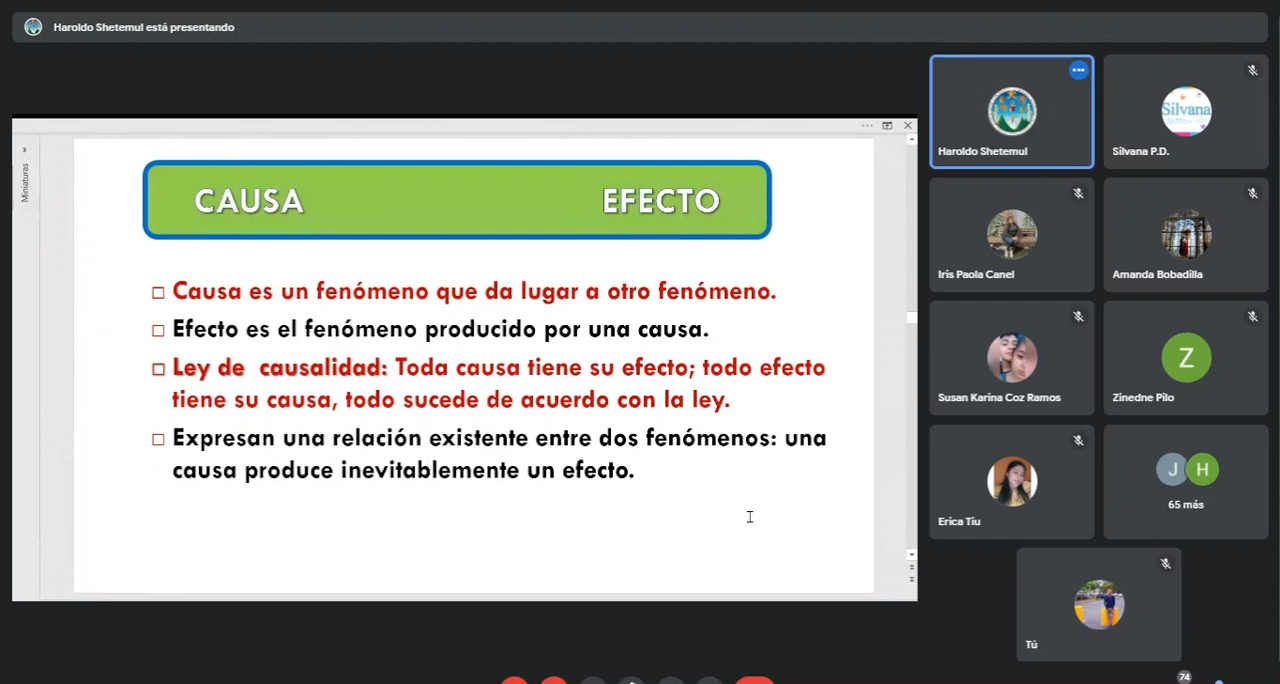 Haroldo Shetemul está presentando
Miniaturas
CAUSA EFECTO
Causa es un fenómeno que da lugar a otro fenómeno.
Efecto es el fenómeno producido por una causa.
Ley de causalidad: Toda causa tiene su efecto; todo efecto
tiene su causa, todo sucede de acuerdo con la ley.
Expresan una relación existente entre dos fenómenos: una
causa produce inevitablemente un efecto.
Haroldo Shetemul
Silvana
Silvana P.D.
Iris Paola Canel
Amanda Bobadilla
Susan Karina Coz Ramos
Z
Zinedne Pilo
Erica Tíu
J H
65 más
Tú
74